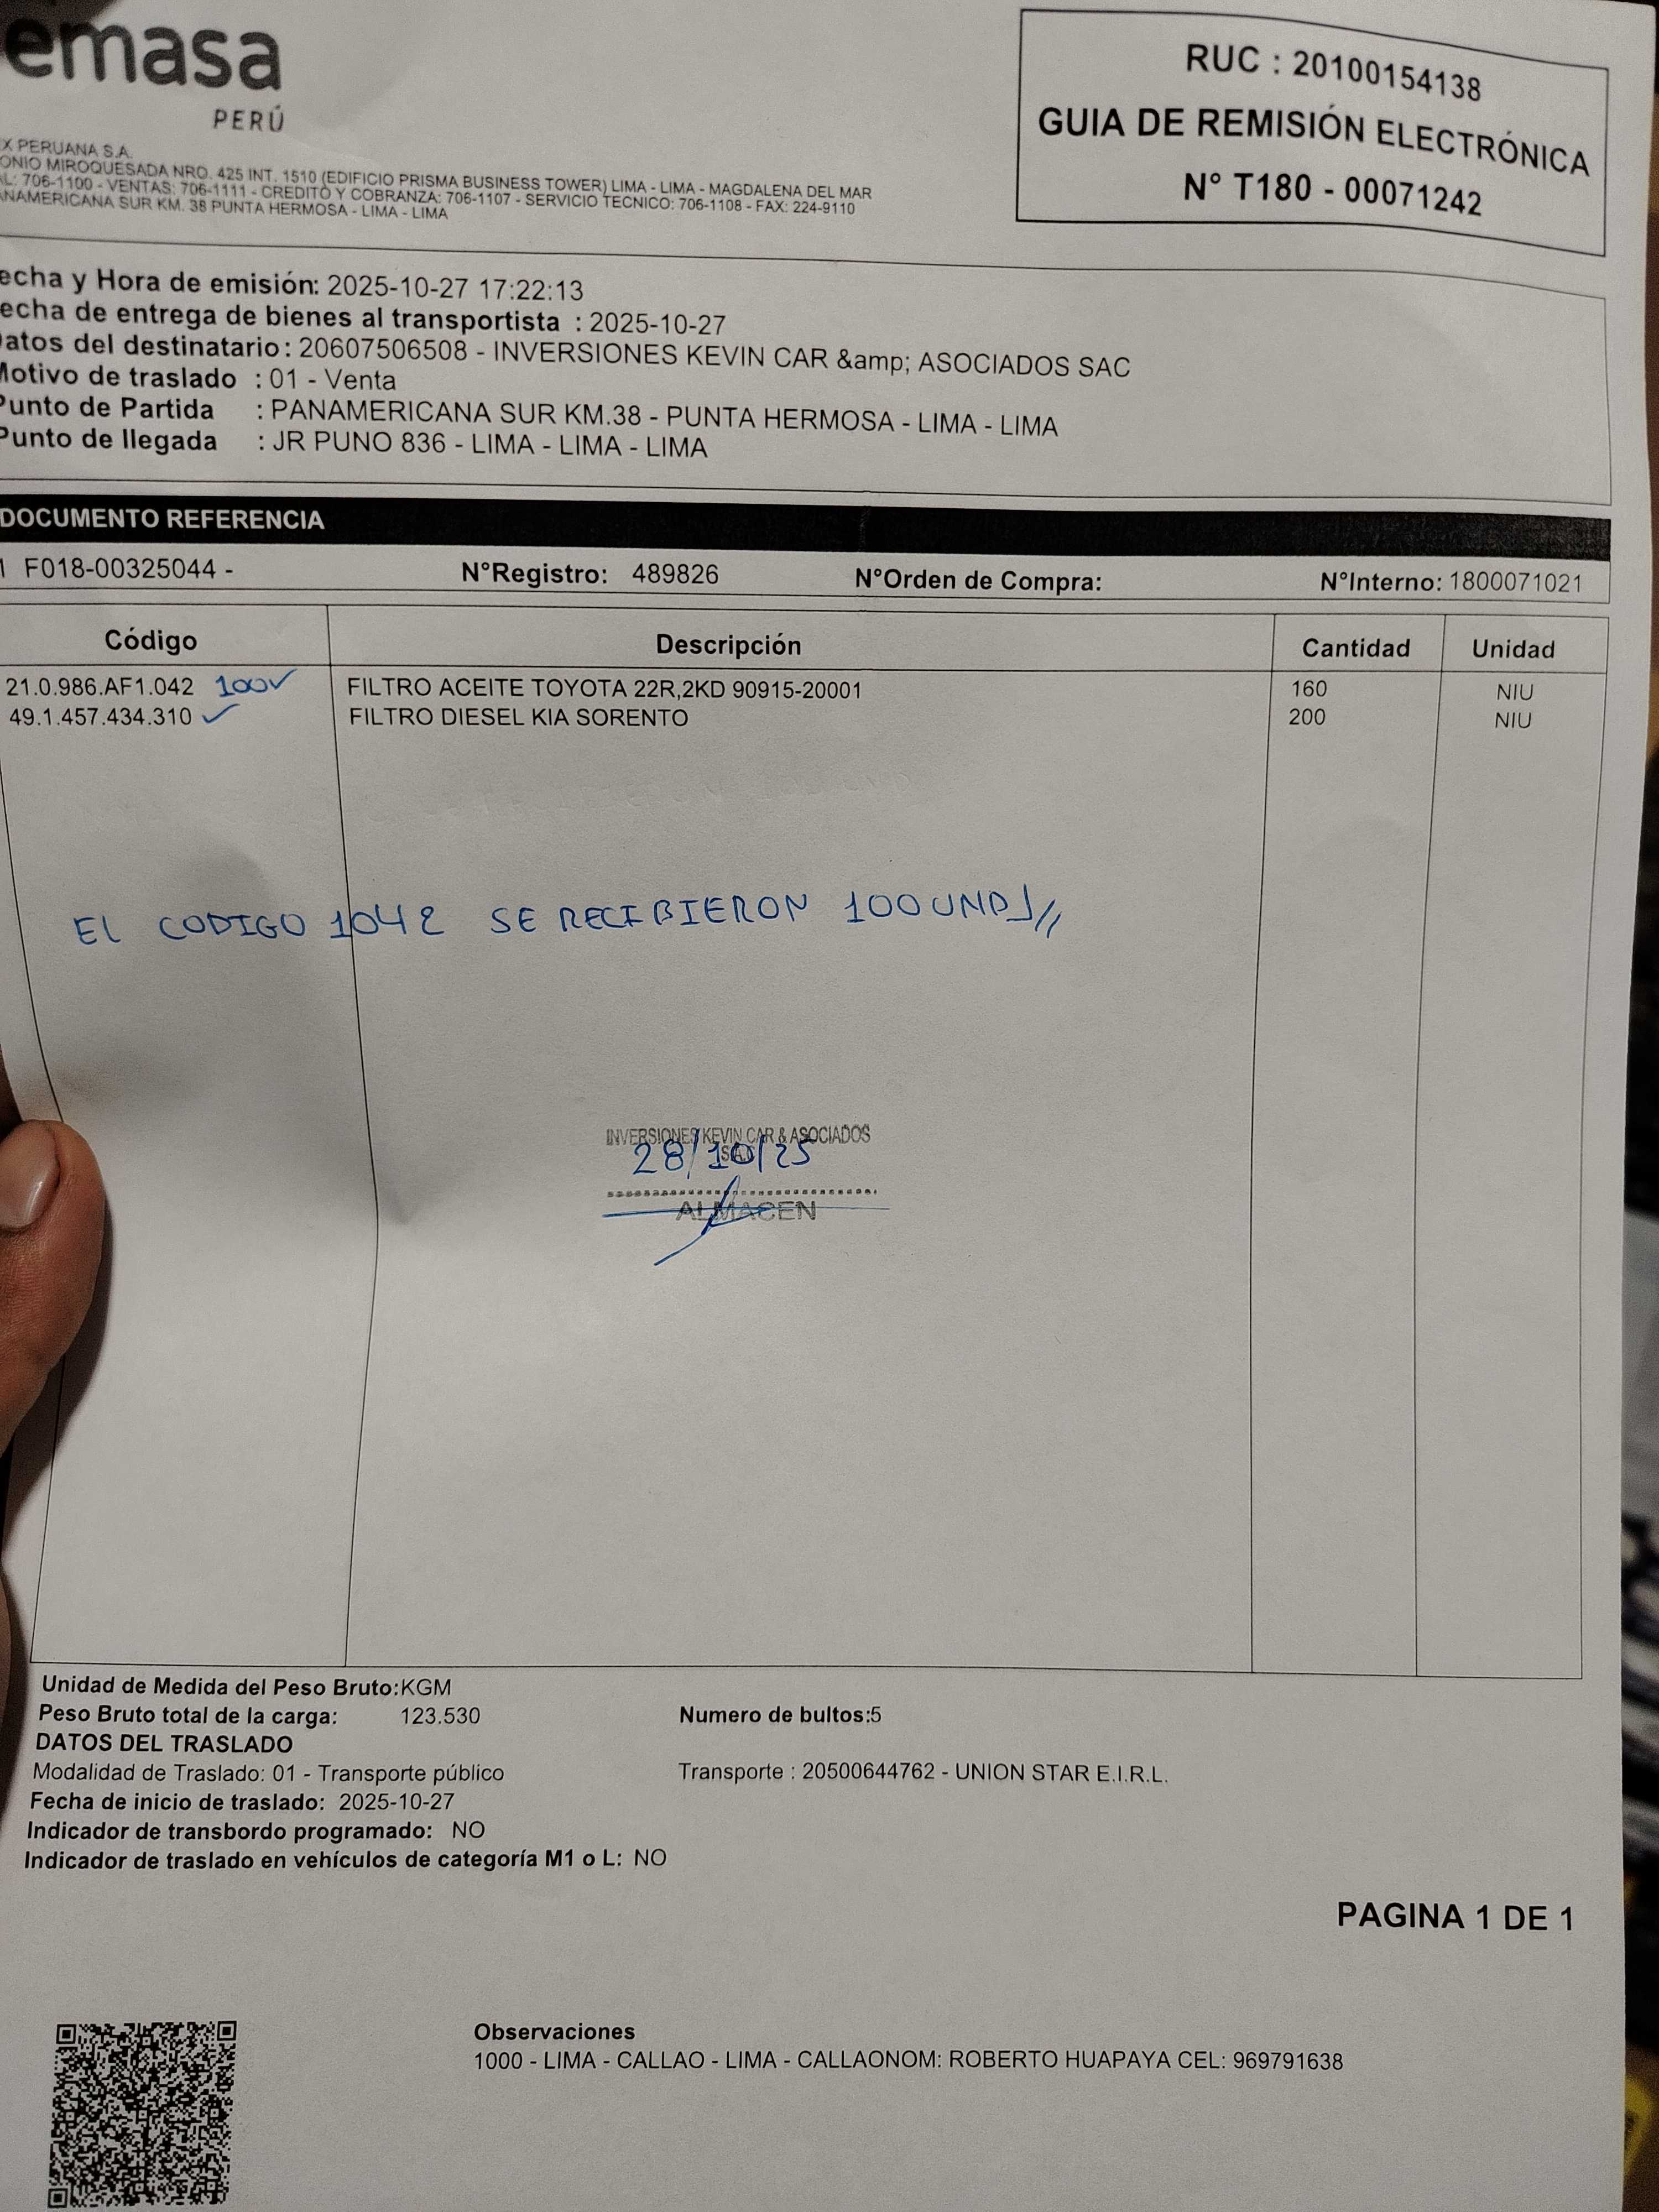 emasa
PERÚ
X PERUANA S.A.
ONIO MIROQUESADA NRO. 425 INT. 1510 (EDIFICIO PRISMA BUSINESS TOWER) LIMA - LIMA - MAGDALENA DEL MAR
AL: 706-1100 - VENTAS: 706-1111 - CREDITO Y COBRANZA: 706-1107 - SERVICIO TECNICO: 706-1108 - FAX: 224-9110
ANAMERICANA SUR KM. 38 PUNTA HERMOSA - LIMA - LIMA
RUC : 20100154138
GUIA DE REMISIÓN ELECTRÓNICA
N° T180 - 00071242
echa y Hora de emisión: 2025-10-27 17:22:13
echa de entrega de bienes al transportista : 2025-10-27
atos del destinatario: 20607506508 - INVERSIONES KEVIN CAR &amp; ASOCIADOS SAC
Motivo de traslado : 01 - Venta
Punto de Partida : PANAMERICANA SUR KM.38 - PUNTA HERMOSA - LIMA - LIMA
Punto de llegada : JR PUNO 836 - LIMA - LIMA - LIMA
DOCUMENTO REFERENCIA
F018-00325044 - N°Registro: 489826 N°Orden de Compra: N°Interno: 1800071021
Código Descripción Cantidad Unidad
21.0.986.AF1.042 100✓ FILTRO ACEITE TOYOTA 22R,2KD 90915-20001 160 NIU
49.1.457.434.310 ✓ FILTRO DIESEL KIA SORENTO 200 NIU
EL CODIGO 1042 SE RECIBIERON 100 UNDS//
INVERSIONES KEVIN CAR & ASOCIADOS
S.A.C
28/10/25
ALMACEN
Unidad de Medida del Peso Bruto:KGM
Peso Bruto total de la carga: 123.530 Numero de bultos:5
DATOS DEL TRASLADO
Modalidad de Traslado: 01 - Transporte público Transporte : 20500644762 - UNION STAR E.I.R.L.
Fecha de inicio de traslado: 2025-10-27
Indicador de transbordo programado: NO
Indicador de traslado en vehículos de categoría M1 o L: NO
PAGINA 1 DE 1
Observaciones
1000 - LIMA - CALLAO - LIMA - CALLAONOM: ROBERTO HUAPAYA CEL: 969791638